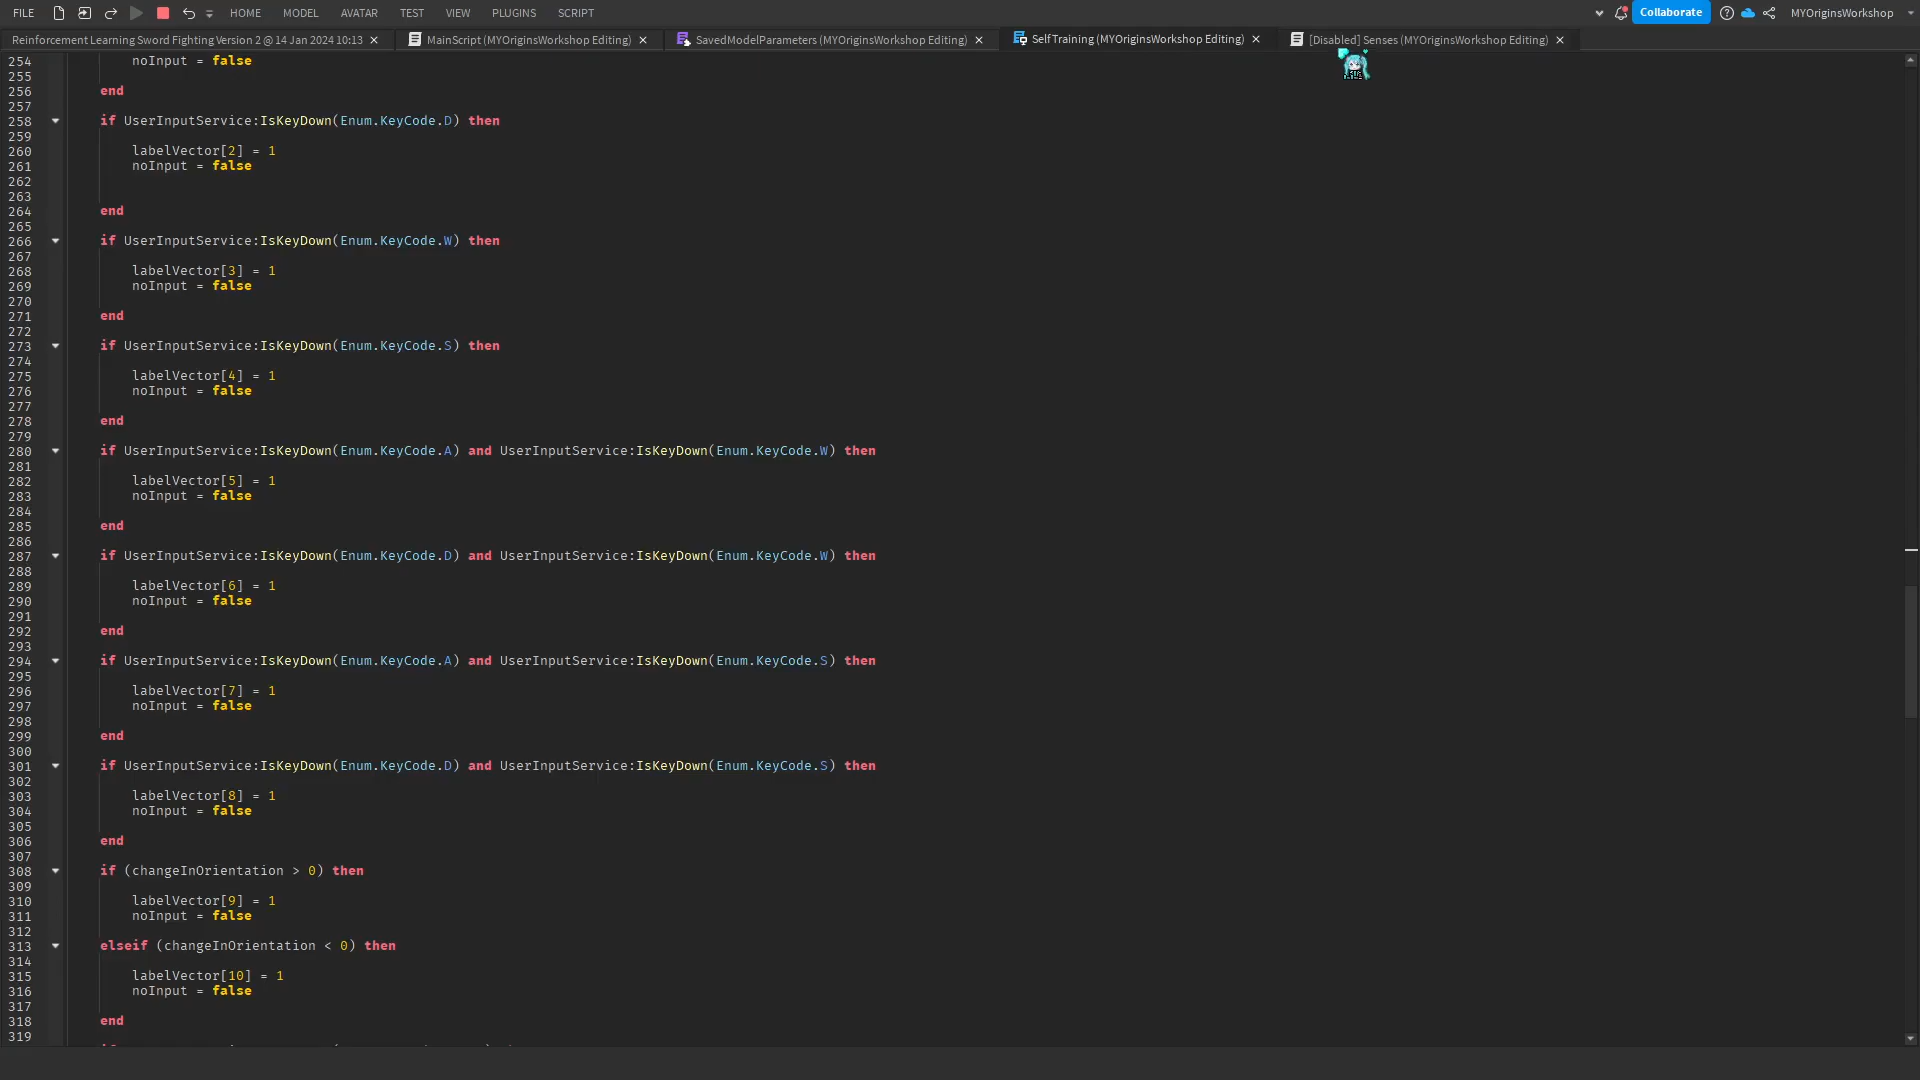 FILE HOME MODEL AVATAR TEST VIEW PLUGINS SCRIPT Collaborate MYOriginsWorkshop
Reinforcement Learning Sword Fighting Version 2 @ 14 Jan 2024 10:13 MainScript (MYOriginsWorkshop Editing) SavedModelParameters (MYOriginsWorkshop Editing) SelfTraining (MYOriginsWorkshop Editing) [Disabled] Senses (MYOriginsWorkshop Editing)
254 noInput = false
255
256 end
257
258 if UserInputService:IsKeyDown(Enum.KeyCode.D) then
259
260 labelVector[2] = 1
261 noInput = false
262
263
264 end
265
266 if UserInputService:IsKeyDown(Enum.KeyCode.W) then
267
268 labelVector[3] = 1
269 noInput = false
270
271 end
272
273 if UserInputService:IsKeyDown(Enum.KeyCode.S) then
274
275 labelVector[4] = 1
276 noInput = false
277
278 end
279
280 if UserInputService:IsKeyDown(Enum.KeyCode.A) and UserInputService:IsKeyDown(Enum.KeyCode.W) then
281
282 labelVector[5] = 1
283 noInput = false
284
285 end
286
287 if UserInputService:IsKeyDown(Enum.KeyCode.D) and UserInputService:IsKeyDown(Enum.KeyCode.W) then
288
289 labelVector[6] = 1
290 noInput = false
291
292 end
293
294 if UserInputService:IsKeyDown(Enum.KeyCode.A) and UserInputService:IsKeyDown(Enum.KeyCode.S) then
295
296 labelVector[7] = 1
297 noInput = false
298
299 end
300
301 if UserInputService:IsKeyDown(Enum.KeyCode.D) and UserInputService:IsKeyDown(Enum.KeyCode.S) then
302
303 labelVector[8] = 1
304 noInput = false
305
306 end
307
308 if (changeInOrientation > 0) then
309
310 labelVector[9] = 1
311 noInput = false
312
313 elseif (changeInOrientation < 0) then
314
315 labelVector[10] = 1
316 noInput = false
317
318 end
319